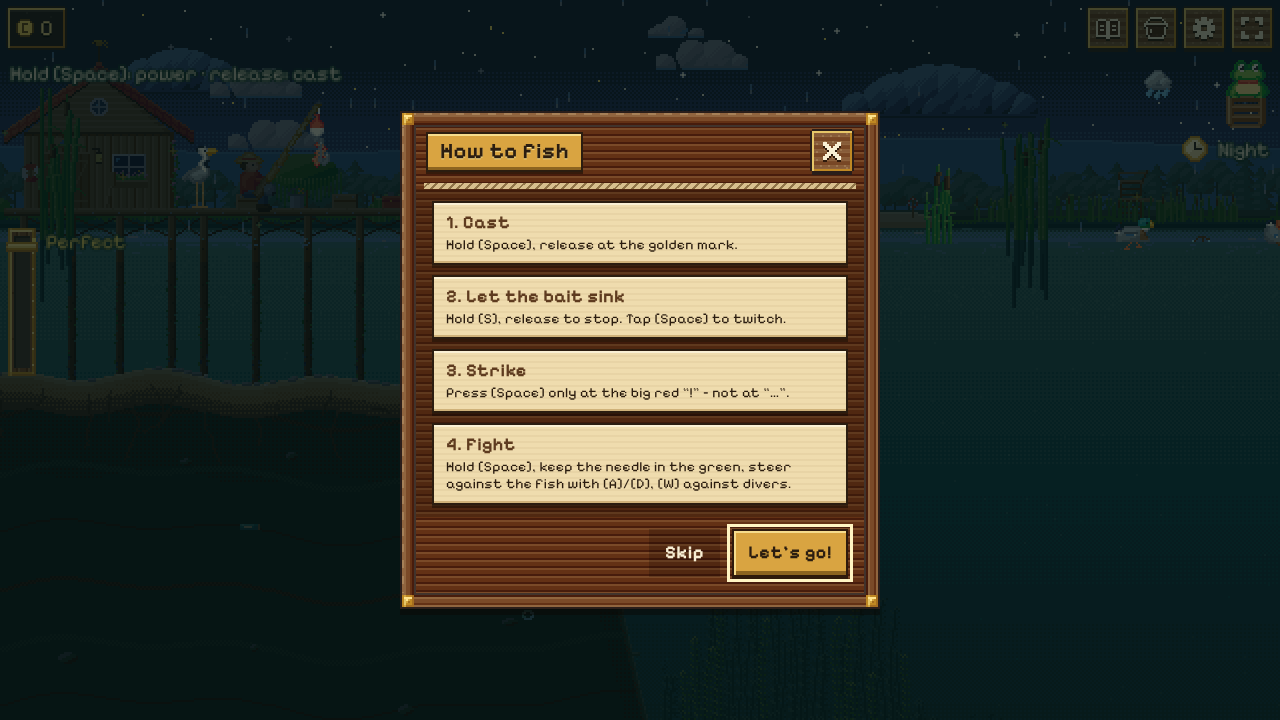 0
Hold [Space]: power · release: cast
Night
Perfect
How to fish
1. Cast
Hold [Space], release at the golden mark.
2. Let the bait sink
Hold [S], release to stop. Tap [Space] to twitch.
3. Strike
Press [Space] only at the big red "!" - not at "...".
4. Fight
Hold [Space], keep the needle in the green, steer
against the fish with [A]/[D], [W] against divers.
Skip
Let's go!